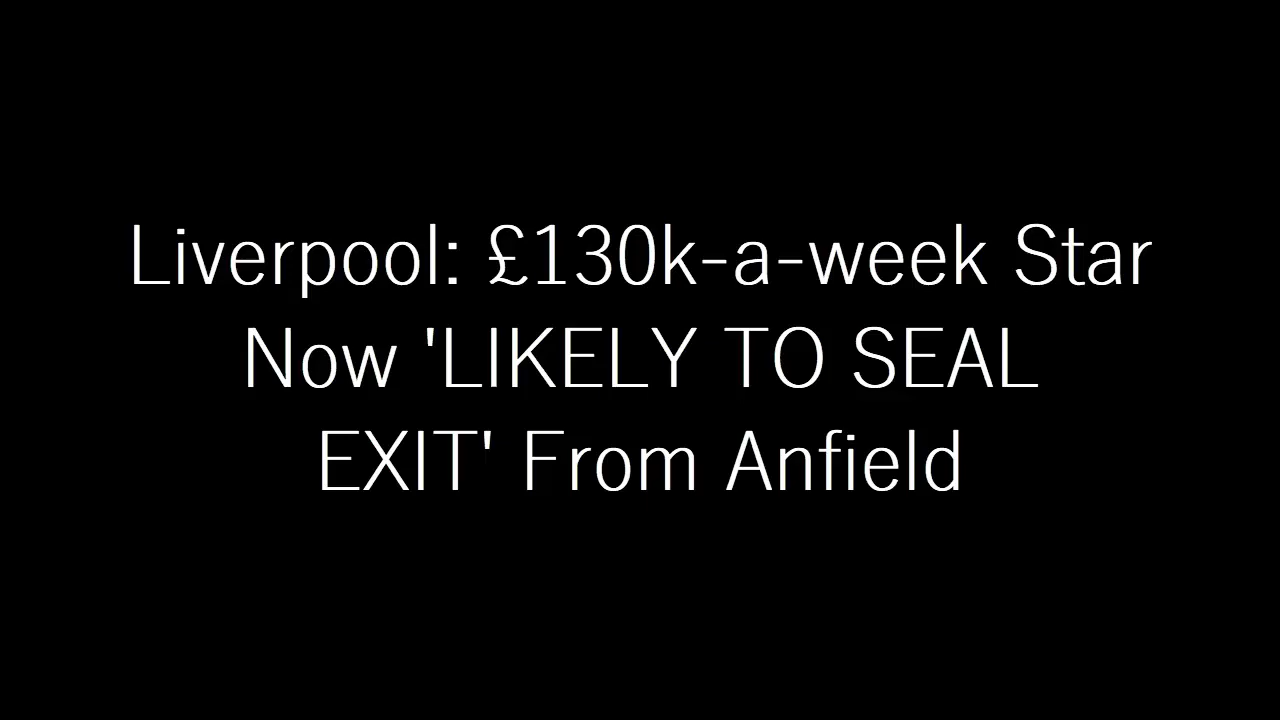 Liverpool: £130k-a-week Star
Now 'LIKELY TO SEAL
EXIT' From Anfield